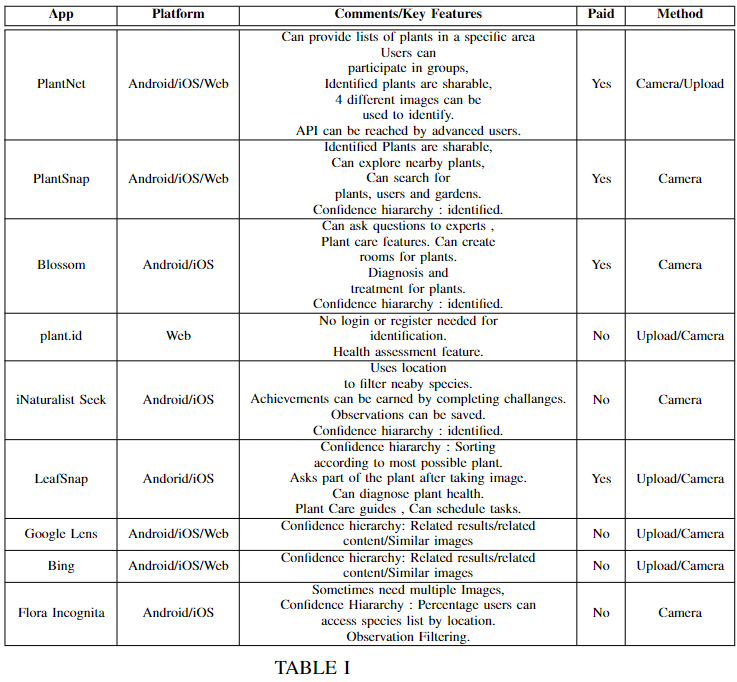 App Platform Comments/Key Features Paid Method
Can provide lists of plants in a specific area
Users can
participate in groups,
PlantNet Android/iOS/Web Identified plants are sharable, Yes Camera/Upload
4 different images can be
used to identify.
API can be reached by advanced users.
Identified Plants are sharable,
Can explore nearby plants,
PlantSnap Android/iOS/Web Can search for Yes Camera
plants, users and gardens.
Confidence hiararchy : identified.
Can ask questions to experts ,
Plant care features. Can create
rooms for plants.
Blossom Android/iOS Yes Camera
Diagnosis and
treatment for plants.
Confidence hierarchy : identified.
No login or register needed for
plant.id Web identification. No Upload/Camera
Health assessment feature.
Uses location
to filter neaby species.
iNaturalist Seek Android/iOS Achievements can be earned by completing challanges. No Camera
Observations can be saved.
Confidence hierarchy : identified.
Confidence hierarchy : Sorting
according to most possible plant.
LeafSnap Andorid/iOS Asks part of the plant after taking image. Yes Upload/Camera
Can diagnose plant health.
Plant Care guides , Can schedule tasks.
Google Lens Android/iOS/Web Confidence hierarchy: Related results/related No Upload/Camera
content/Similar images
Bing Android/iOS/Web Confidence hierarchy: Related results/related No Upload/Camera
content/Similar images
Sometimes need multiple Images,
Flora Incognita Android/iOS Confidence Hierarchy : Percentage users can No Camera
access species list by location.
Observation Filtering.
TABLE I